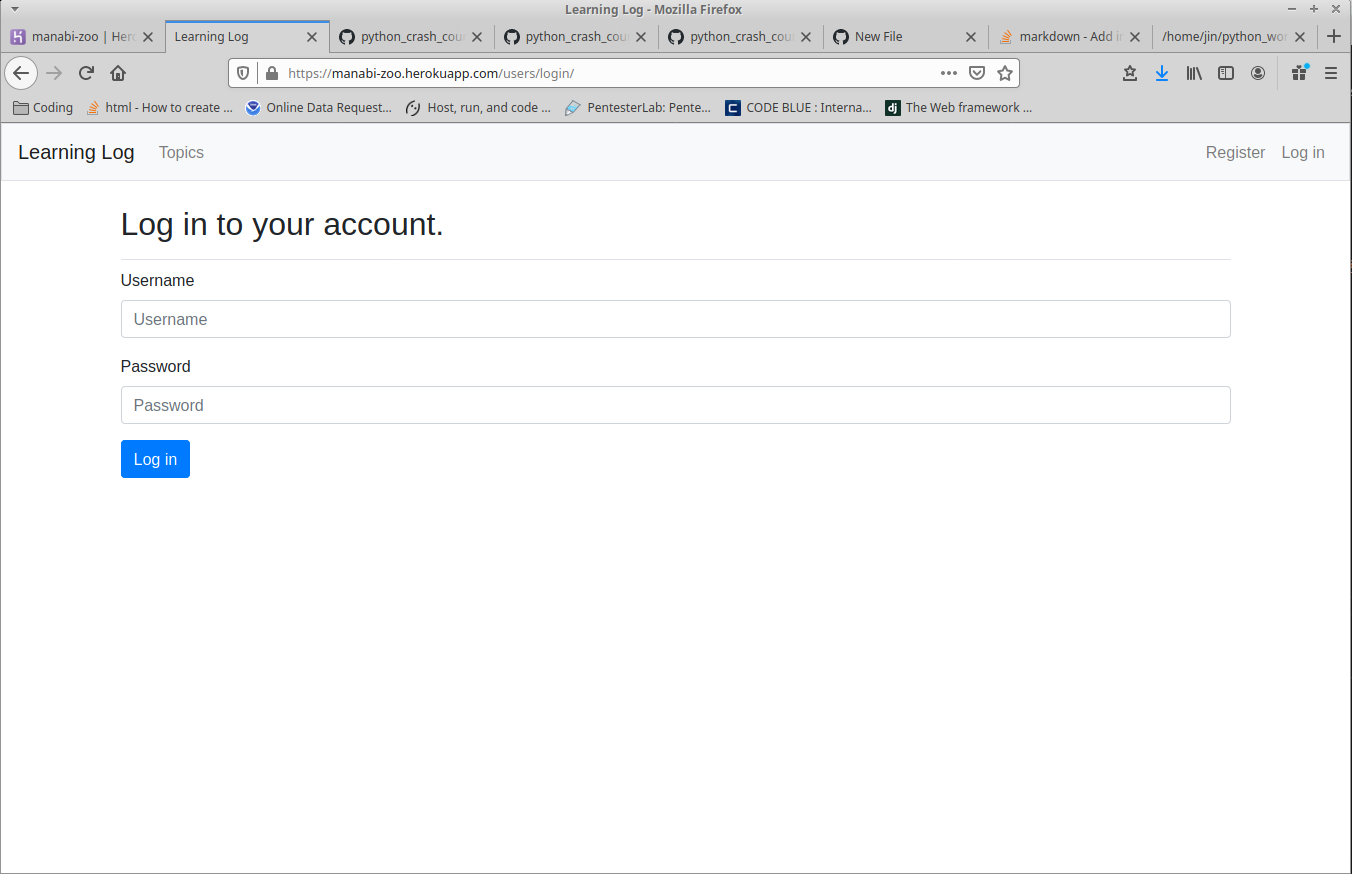 Learning Log - Mozilla Firefox
manabi-zoo | Her Learning Log python_crash_cou python_crash_cou python_crash_cou New File markdown - Add i /home/jin/python_wo
https://manabi-zoo.herokuapp.com/users/login/
Coding html - How to create ... Online Data Request... Host, run, and code ... PentesterLab: Pente... CODE BLUE : Interna... dj The Web framework ...
Learning Log Topics Register Log in
Log in to your account.
Username
Username
Password
Password
Log in